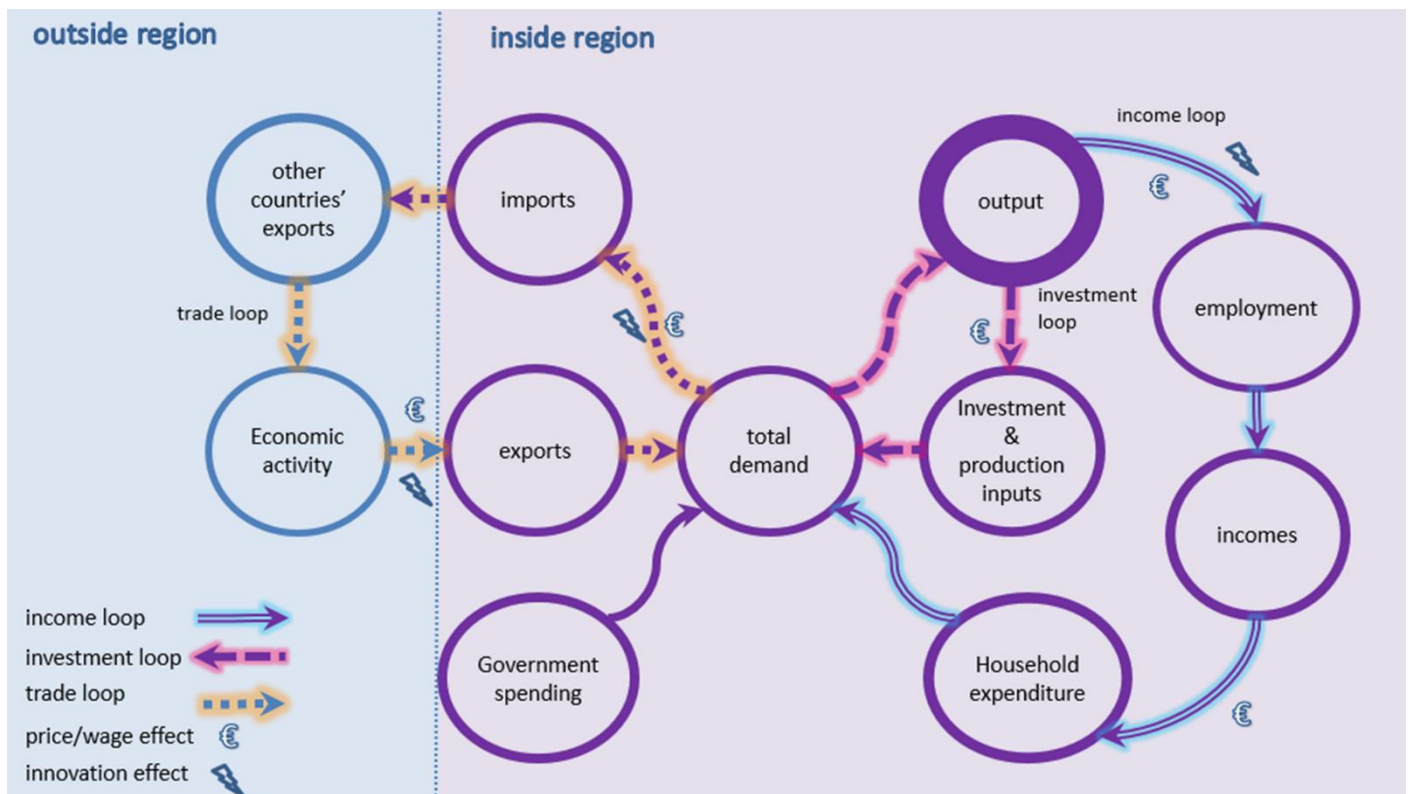 outside region
inside region
other
countries'
exports
imports
output
income loop
employment
trade loop
investment
loop
Economic
activity
exports
total
demand
Investment
&
production
inputs
incomes
Government
spending
Household
expenditure
income loop
investment loop
trade loop
price/wage effect
innovation effect